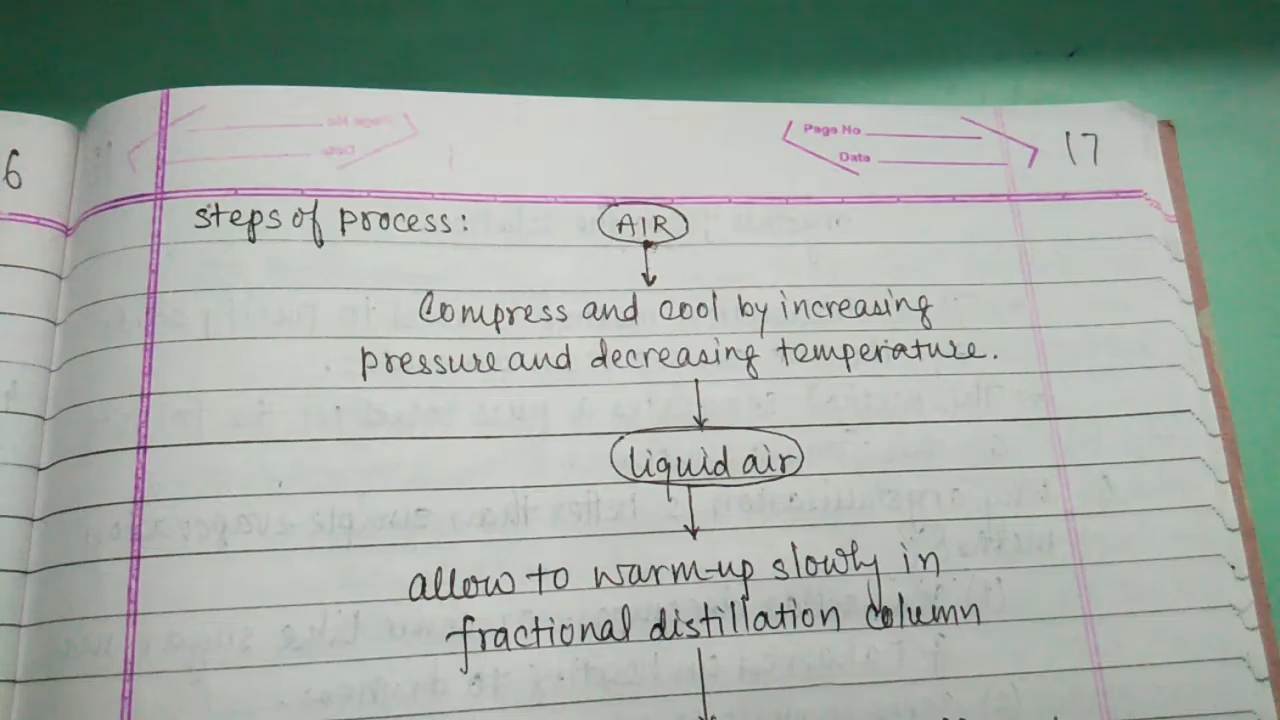 6
Page No
Date
17
steps of process:
AIR
Compress and cool by increasing
pressure and decreasing temperature.
liquid air
allow to warm-up slowly in
fractional distillation column